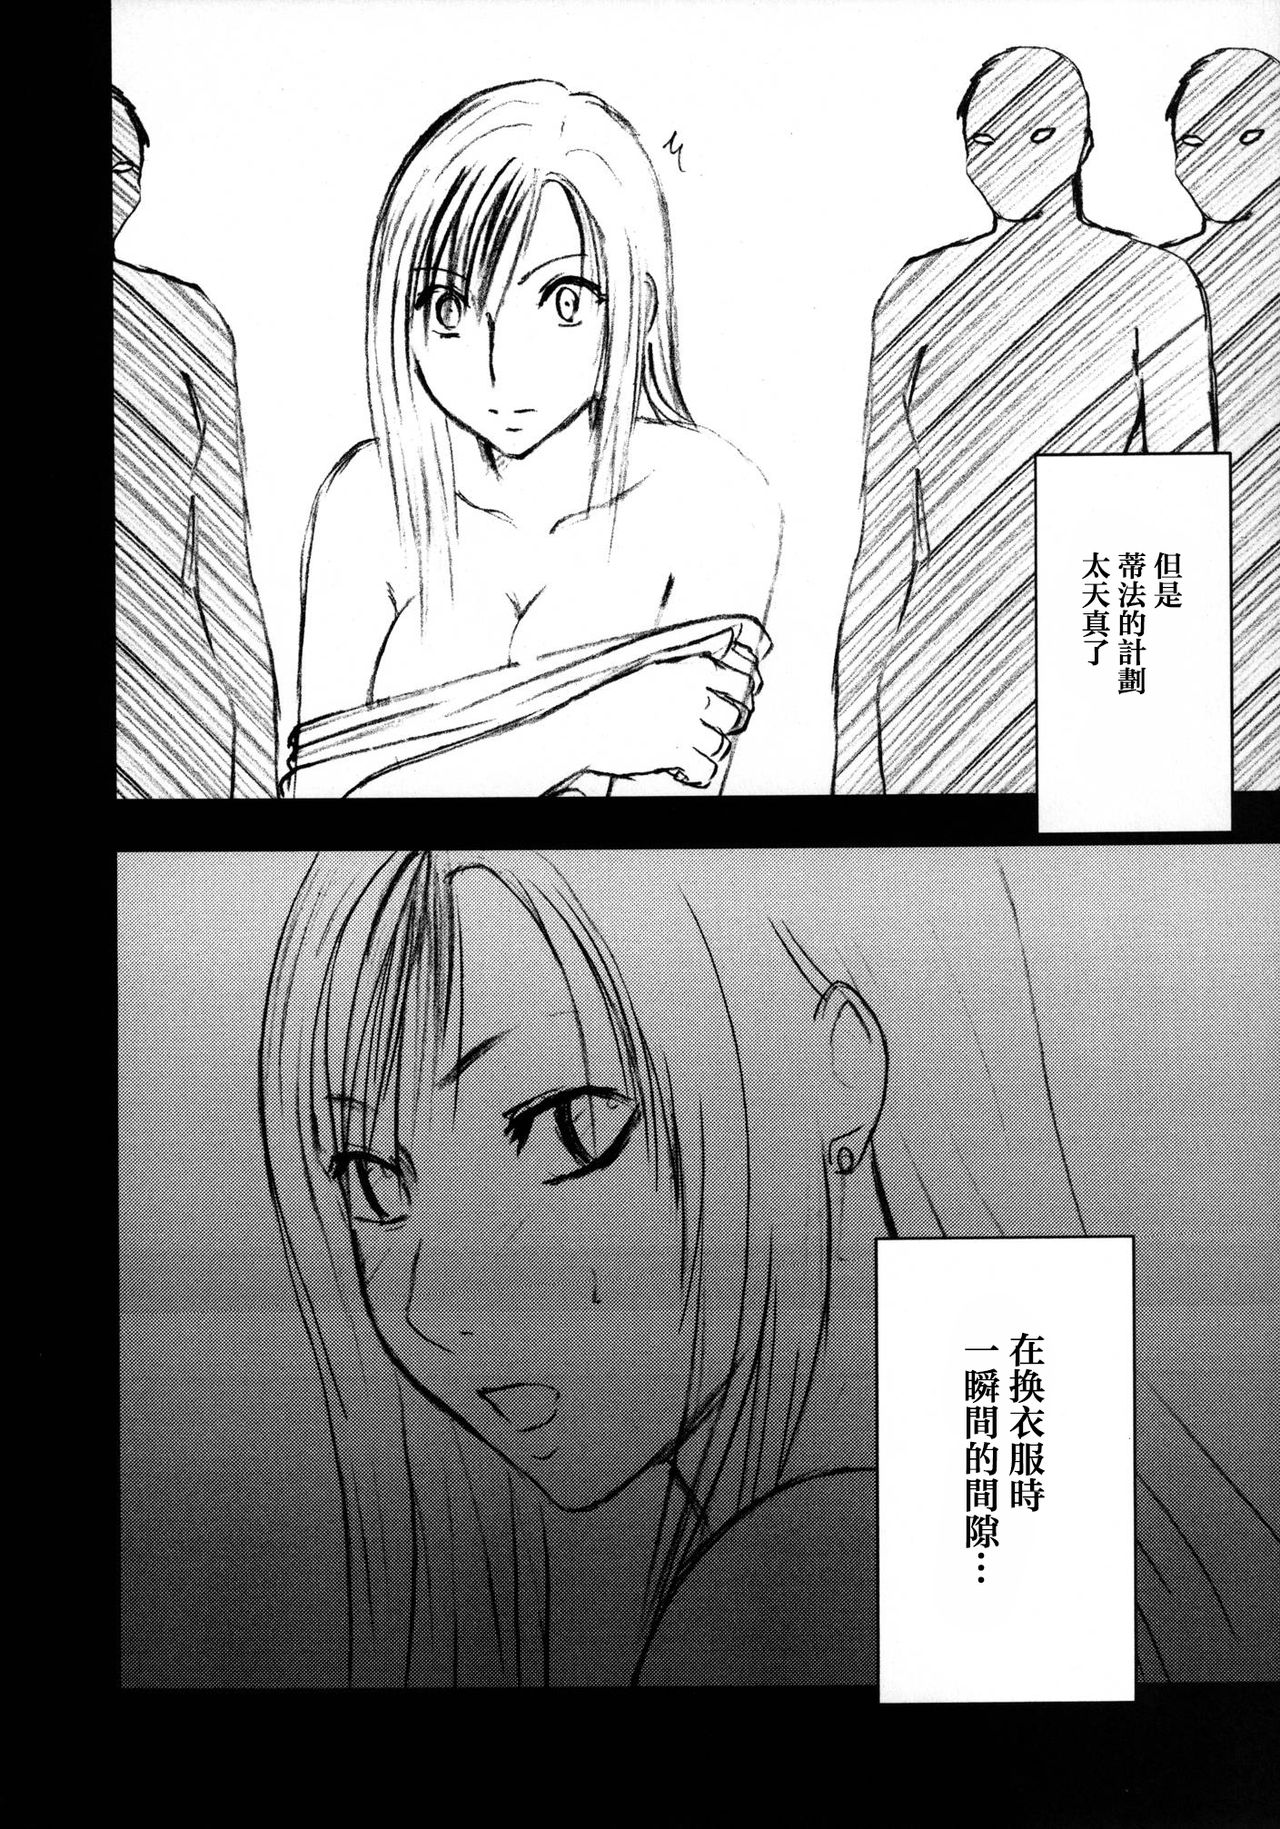 但是
蒂法的計劃
太天真了
在換衣服時
一瞬間的間隙…